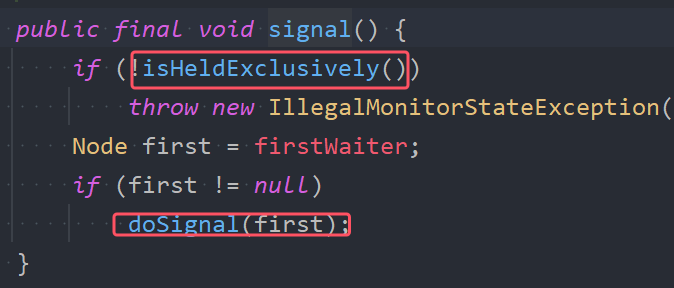 public final void signal() {
if (!isHeldExclusively())
throw new IllegalMonitorStateException(
Node first = firstWaiter;
if (first != null)
doSignal(first);
}